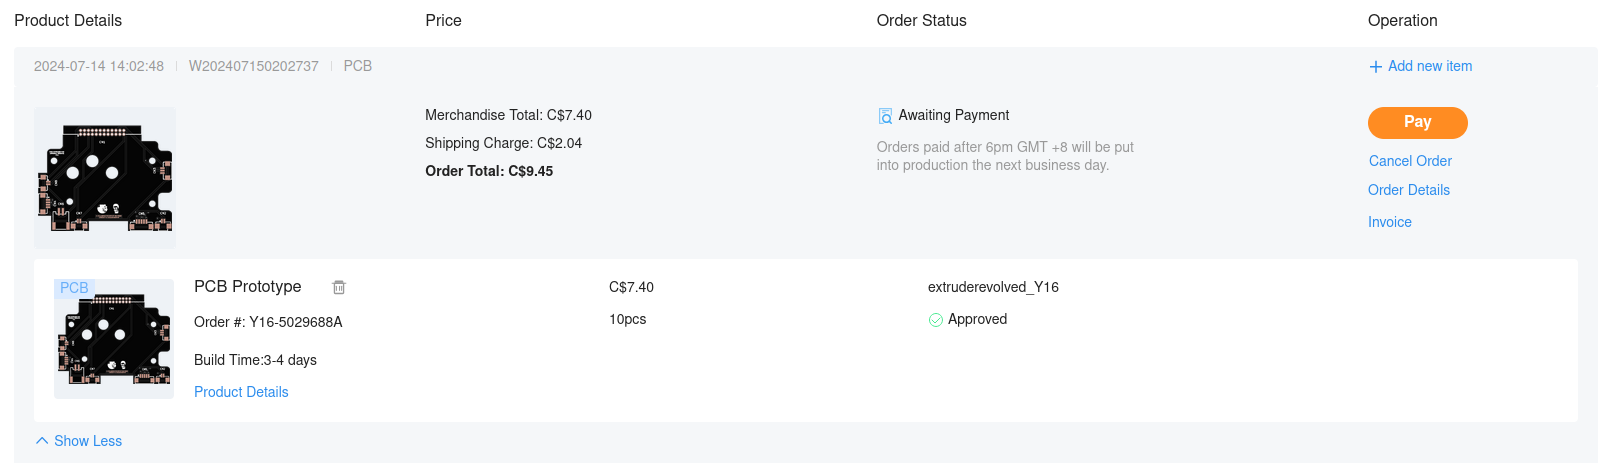 Product Details Price Order Status Operation
2024-07-14 14:02:48 W202407150202737 PCB + Add new item
Merchandise Total: C$7.40 Awaiting Payment Pay
Shipping Charge: C$2.04 Orders paid after 6pm GMT +8 will be put
into production the next business day. Cancel Order
Order Total: C$9.45
Order Details
Invoice
PCB PCB Prototype C$7.40 extruderevolved_Y16
Order #: Y16-5029688A 10pcs Approved
Build Time:3-4 days
Product Details
Show Less